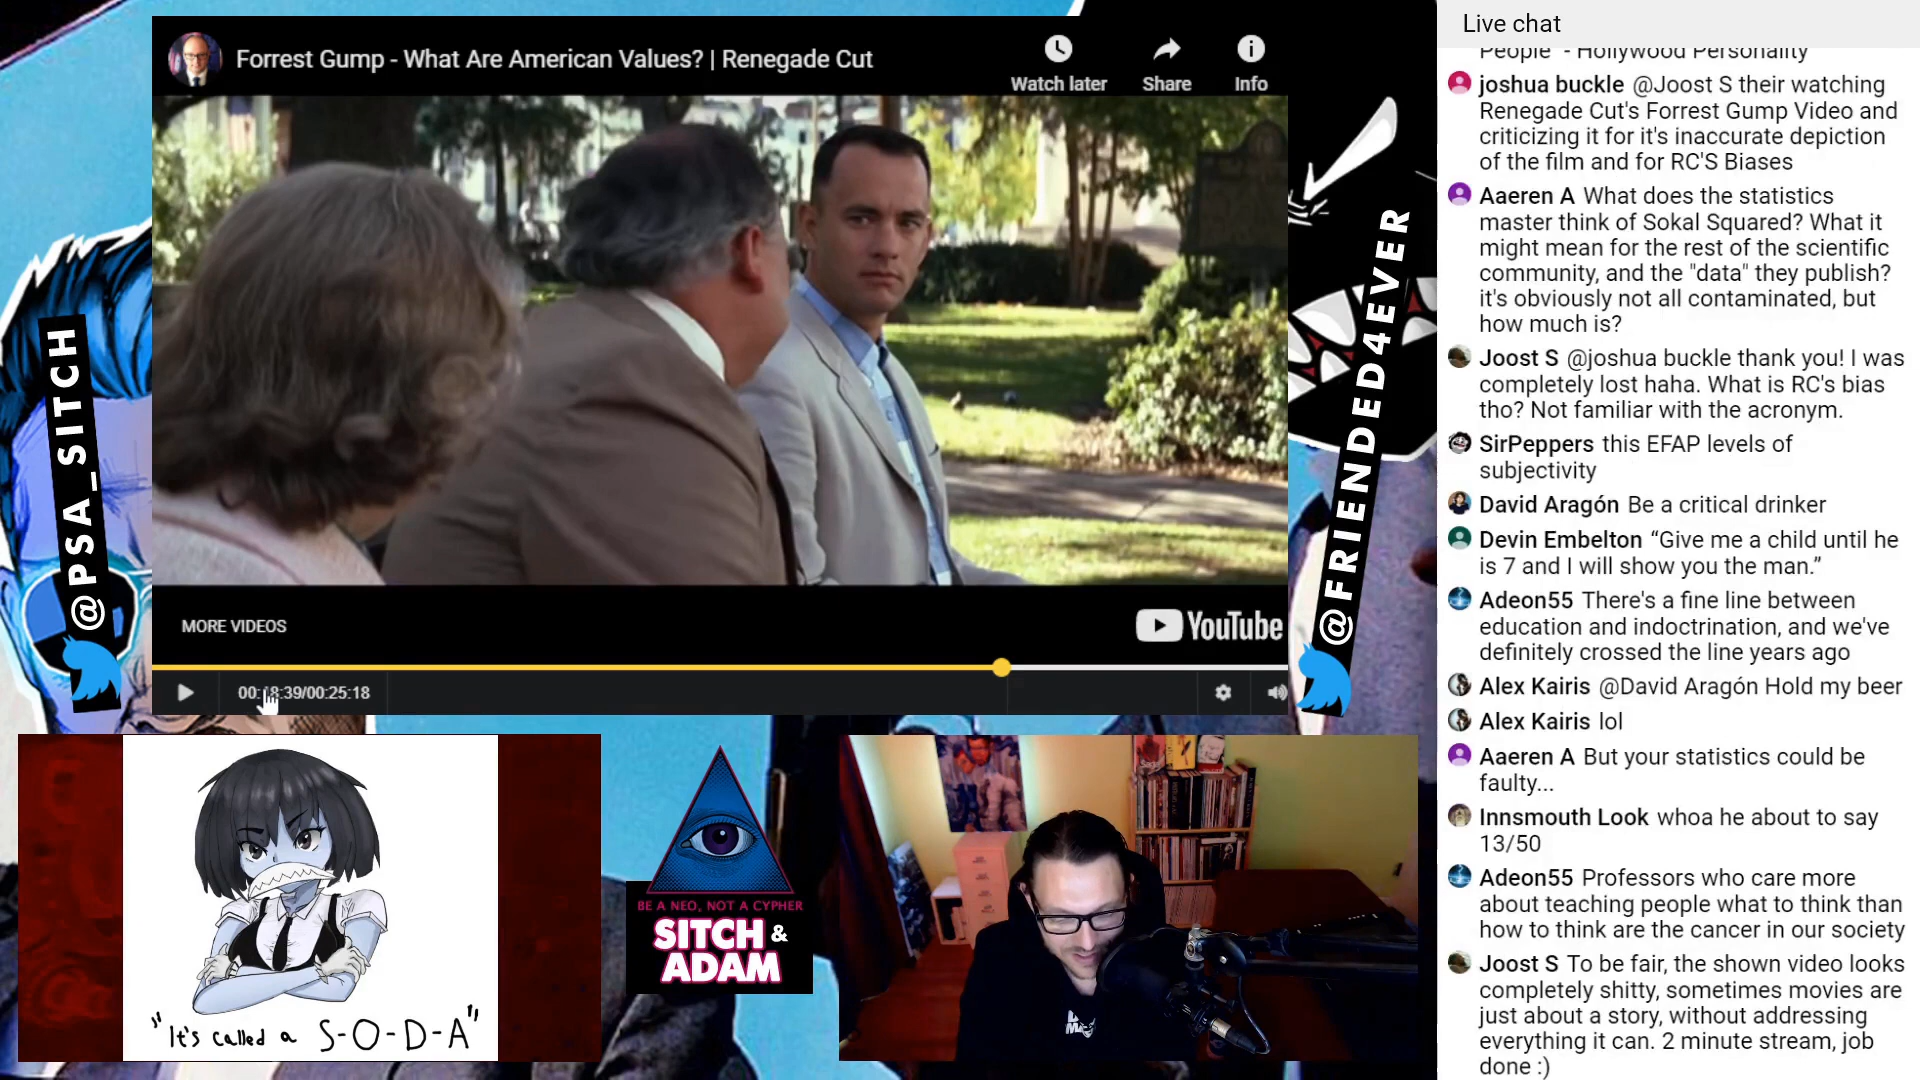 Forrest Gump - What Are American Values? | Renegade Cut
Watch later
Share
Info
MORE VIDEOS
YouTube
00:18:39/00:25:18
@PSA_SITCH
@FRIENDED4EVER
"It's called a S-O-D-A"
BE A NEO, NOT A CYPHER
SITCH &
ADAM
Live chat
People" - Hollywood Personality
joshua buckle @Joost S their watching
Renegade Cut's Forrest Gump Video and
criticizing it for it's inaccurate depiction
of the film and for RC'S Biases
Aaeren A What does the statistics
master think of Sokal Squared? What it
might mean for the rest of the scientific
community, and the "data" they publish?
it's obviously not all contaminated, but
how much is?
Joost S @joshua buckle thank you! I was
completely lost haha. What is RC's bias
tho? Not familiar with the acronym.
SirPeppers this EFAP levels of
subjectivity
David Aragón Be a critical drinker
Devin Embelton “Give me a child until he
is 7 and I will show you the man.”
Adeon55 There's a fine line between
education and indoctrination, and we've
definitely crossed the line years ago
Alex Kairis @David Aragón Hold my beer
Alex Kairis lol
Aaeren A But your statistics could be
faulty...
Innsmouth Look whoa he about to say
13/50
Adeon55 Professors who care more
about teaching people what to think than
how to think are the cancer in our society
Joost S To be fair, the shown video looks
completely shitty, sometimes movies are
just about a story, without addressing
everything it can. 2 minute stream, job
done :)